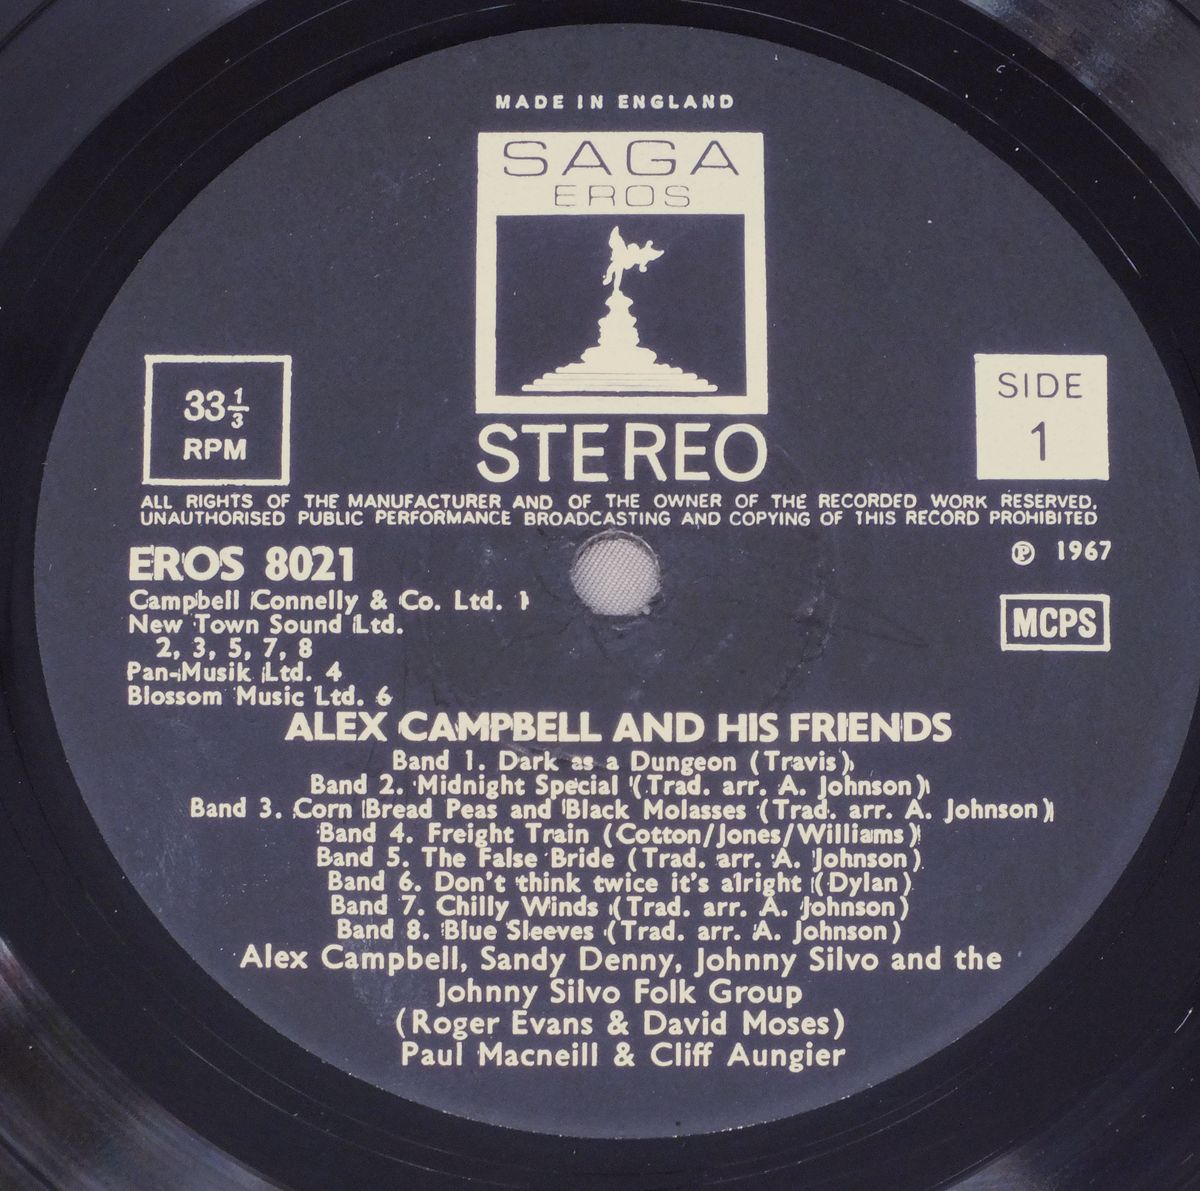 MADE IN ENGLAND
SAGA
EROS
33 1/3
RPM
STEREO
SIDE
1
ALL RIGHTS OF THE MANUFACTURER AND OF THE OWNER OF THE RECORDED WORK RESERVED.
UNAUTHORISED PUBLIC PERFORMANCE BROADCASTING AND COPYING OF THIS RECORD PROHIBITED
EROS 8021
℗ 1967
Campbell Connelly & Co. Ltd. 1
New Town Sound Ltd.
2, 3, 5, 7, 8
Pan-Musik Ltd. 4
Blossom Music Ltd. 6
MCPS
ALEX CAMPBELL AND HIS FRIENDS
Band 1. Dark as a Dungeon (Travis)
Band 2. Midnight Special (Trad. arr. A. Johnson)
Band 3. Corn Bread Peas and Black Molasses (Trad. arr. A. Johnson)
Band 4. Freight Train (Cotton/Jones/Williams)
Band 5. The False Bride (Trad. arr. A. Johnson)
Band 6. Don't think twice it's alright (Dylan)
Band 7. Chilly Winds (Trad. arr. A. Johnson)
Band 8. Blue Sleeves (Trad. arr. A. Johnson)
Alex Campbell, Sandy Denny, Johnny Silvo and the
Johnny Silvo Folk Group
(Roger Evans & David Moses)
Paul Macneill & Cliff Aungier